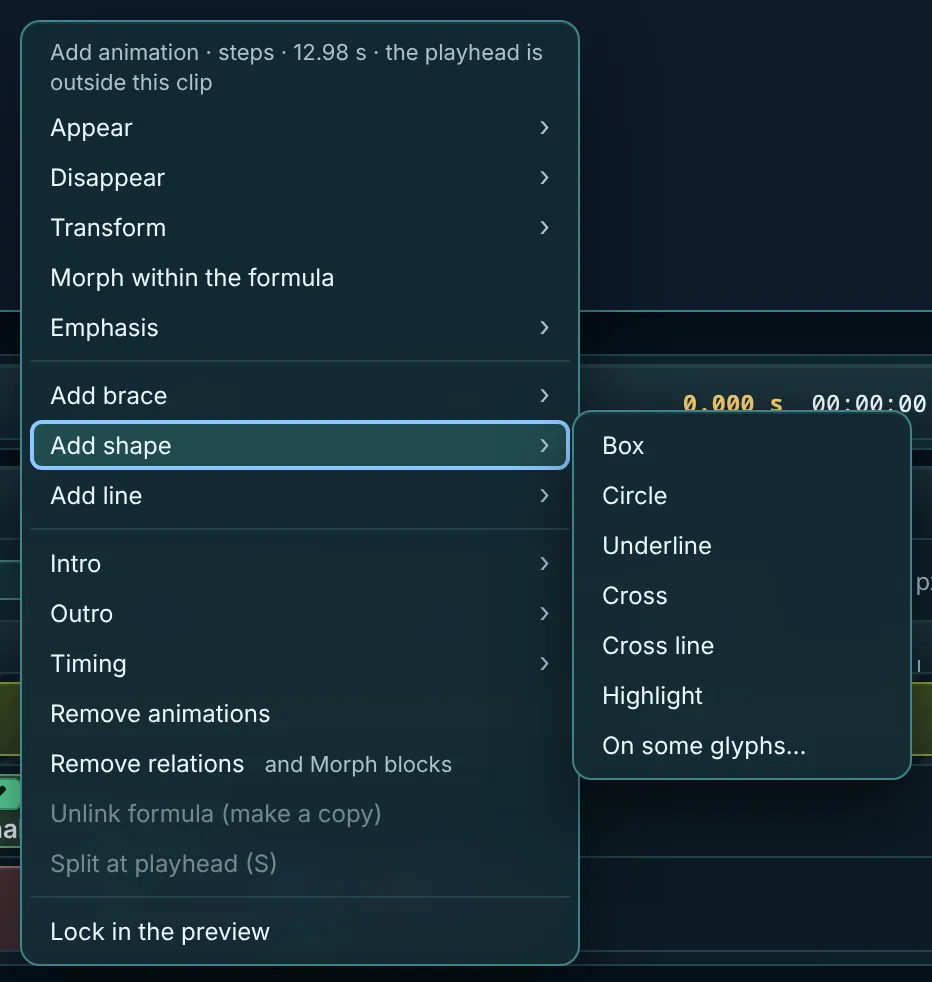 Add animation · steps · 12.98 s · the playhead is
outside this clip
Appear
Disappear
Transform
Morph within the formula
Emphasis
Add brace
Add shape
Add line
Intro
Outro
Timing
Remove animations
Remove relations and Morph blocks
Unlink formula (make a copy)
Split at playhead (S)
Lock in the preview
0.000 s 00:00:00
Box
Circle
Underline
Cross
Cross line
Highlight
On some glyphs...